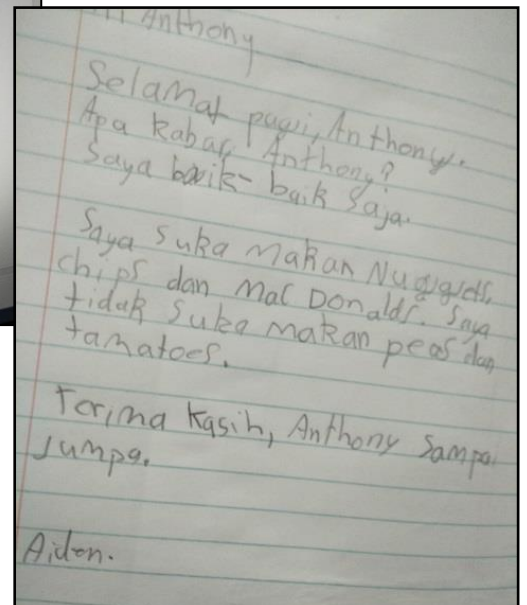 Anthony
Selamat pagi, Anthony.
Apa kabar, Anthony?
Saya baik-baik saja.
Saya suka makan Nuggets,
chips dan Mac Donalds. Saya
tidak suka makan peas dan
tamatoes.
Terima kasih, Anthony Sampai
Jumpa.
Aiden.